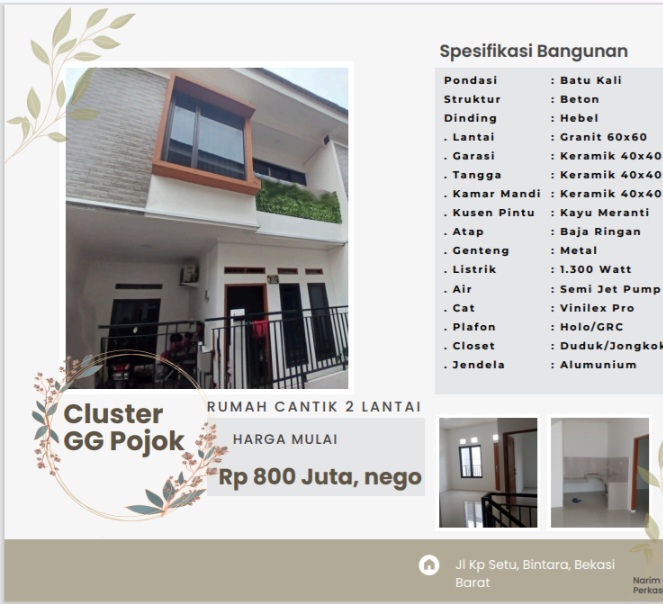 Spesifikasi Bangunan
Pondasi : Batu Kali
Struktur : Beton
Dinding : Hebel
. Lantai : Granit 60x60
. Garasi : Keramik 40x40
. Tangga : Keramik 40x40
. Kamar Mandi : Keramik 40x40
. Kusen Pintu : Kayu Meranti
. Atap : Baja Ringan
. Genteng : Metal
. Listrik : 1.300 Watt
. Air : Semi Jet Pump
. Cat : Vinilex Pro
. Plafon : Holo/GRC
. Closet : Duduk/Jongkok
. Jendela : Alumunium
Cluster
GG Pojok
RUMAH CANTIK 2 LANTAI
HARGA MULAI
Rp 800 Juta, nego
Jl Kp Setu, Bintara, Bekasi
Barat
Narim
Perkas